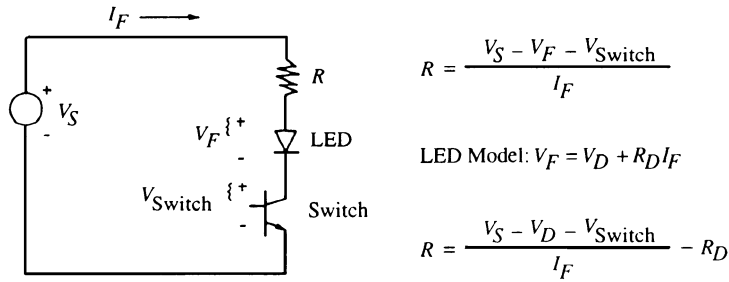 I_F
+
V_S
-
R
V_F { +
-
LED
V_Switch { +
-
Switch
R = (V_S – V_F – V_Switch) / I_F
LED Model: V_F = V_D + R_D I_F
R = (V_S – V_D – V_Switch) / I_F – R_D